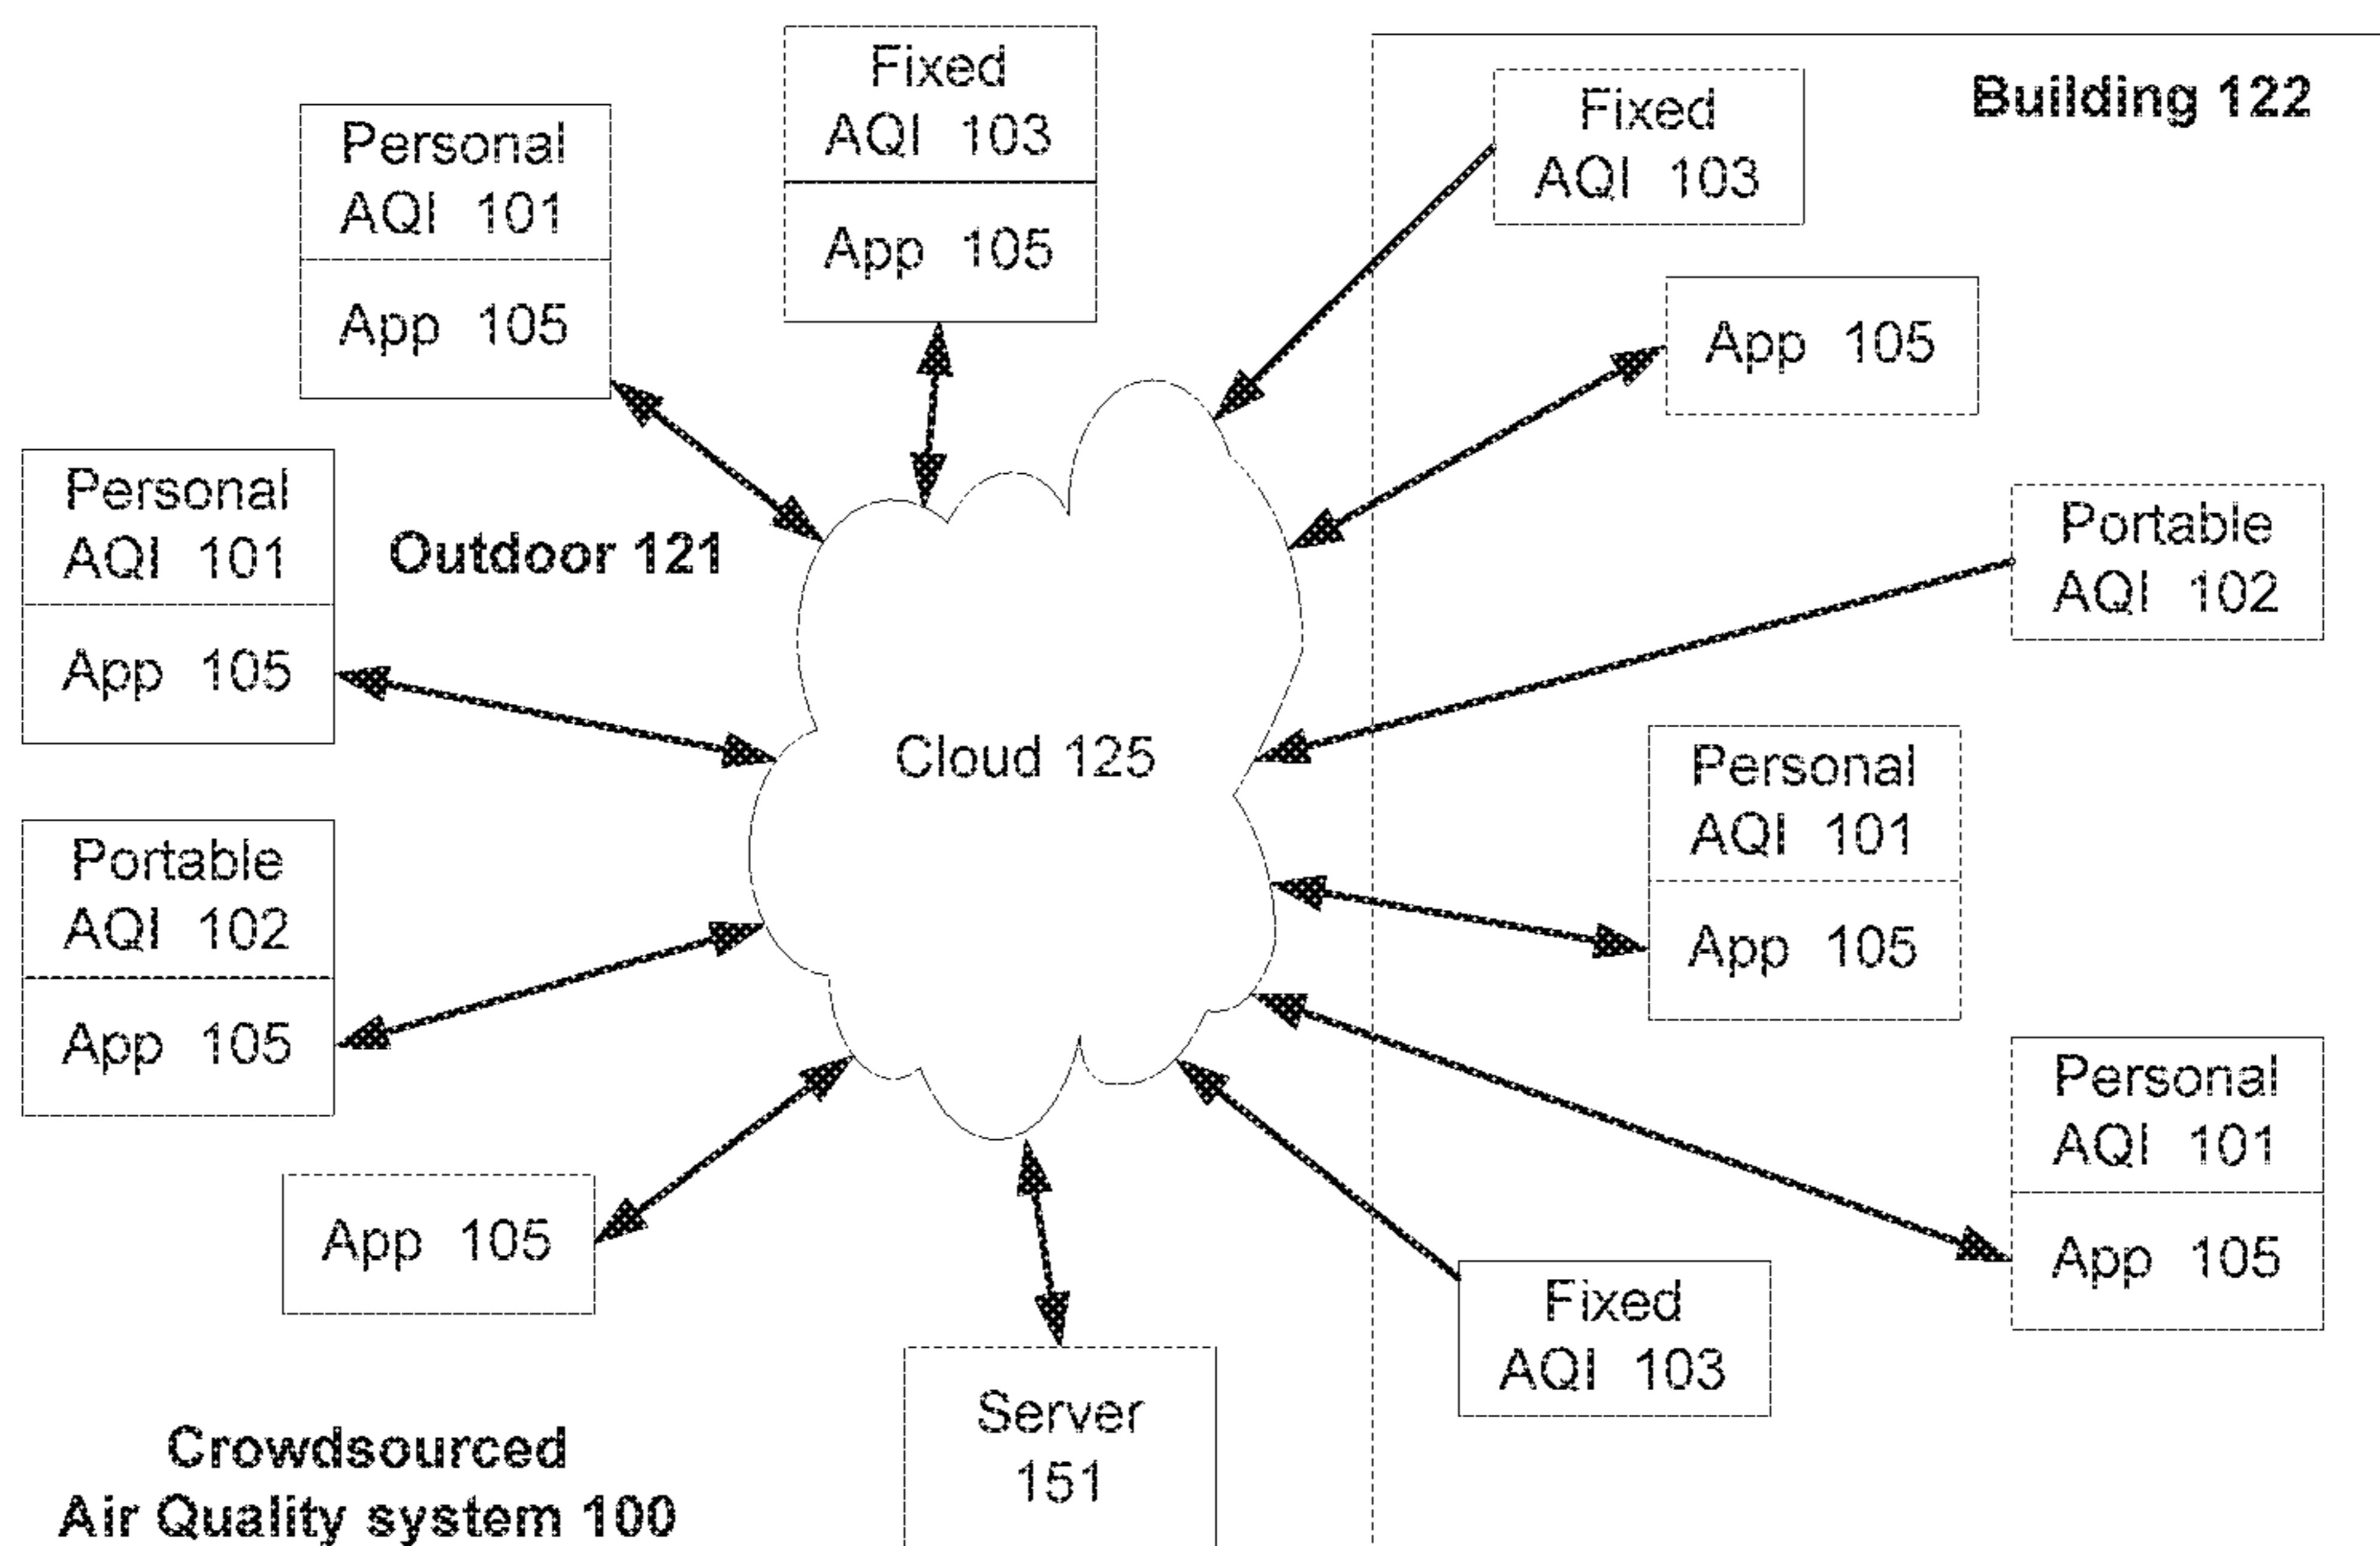 Fixed
AQI 103
App 105
Personal
AQI 101
App 105
Fixed
AQI 103
Building 122
App 105
Personal
AQI 101
App 105
Outdoor 121
Portable
AQI 102
Cloud 125
Personal
AQI 101
App 105
Portable
AQI 102
App 105
Personal
AQI 101
App 105
App 105
Fixed
AQI 103
Server
151
Crowdsourced
Air Quality system 100